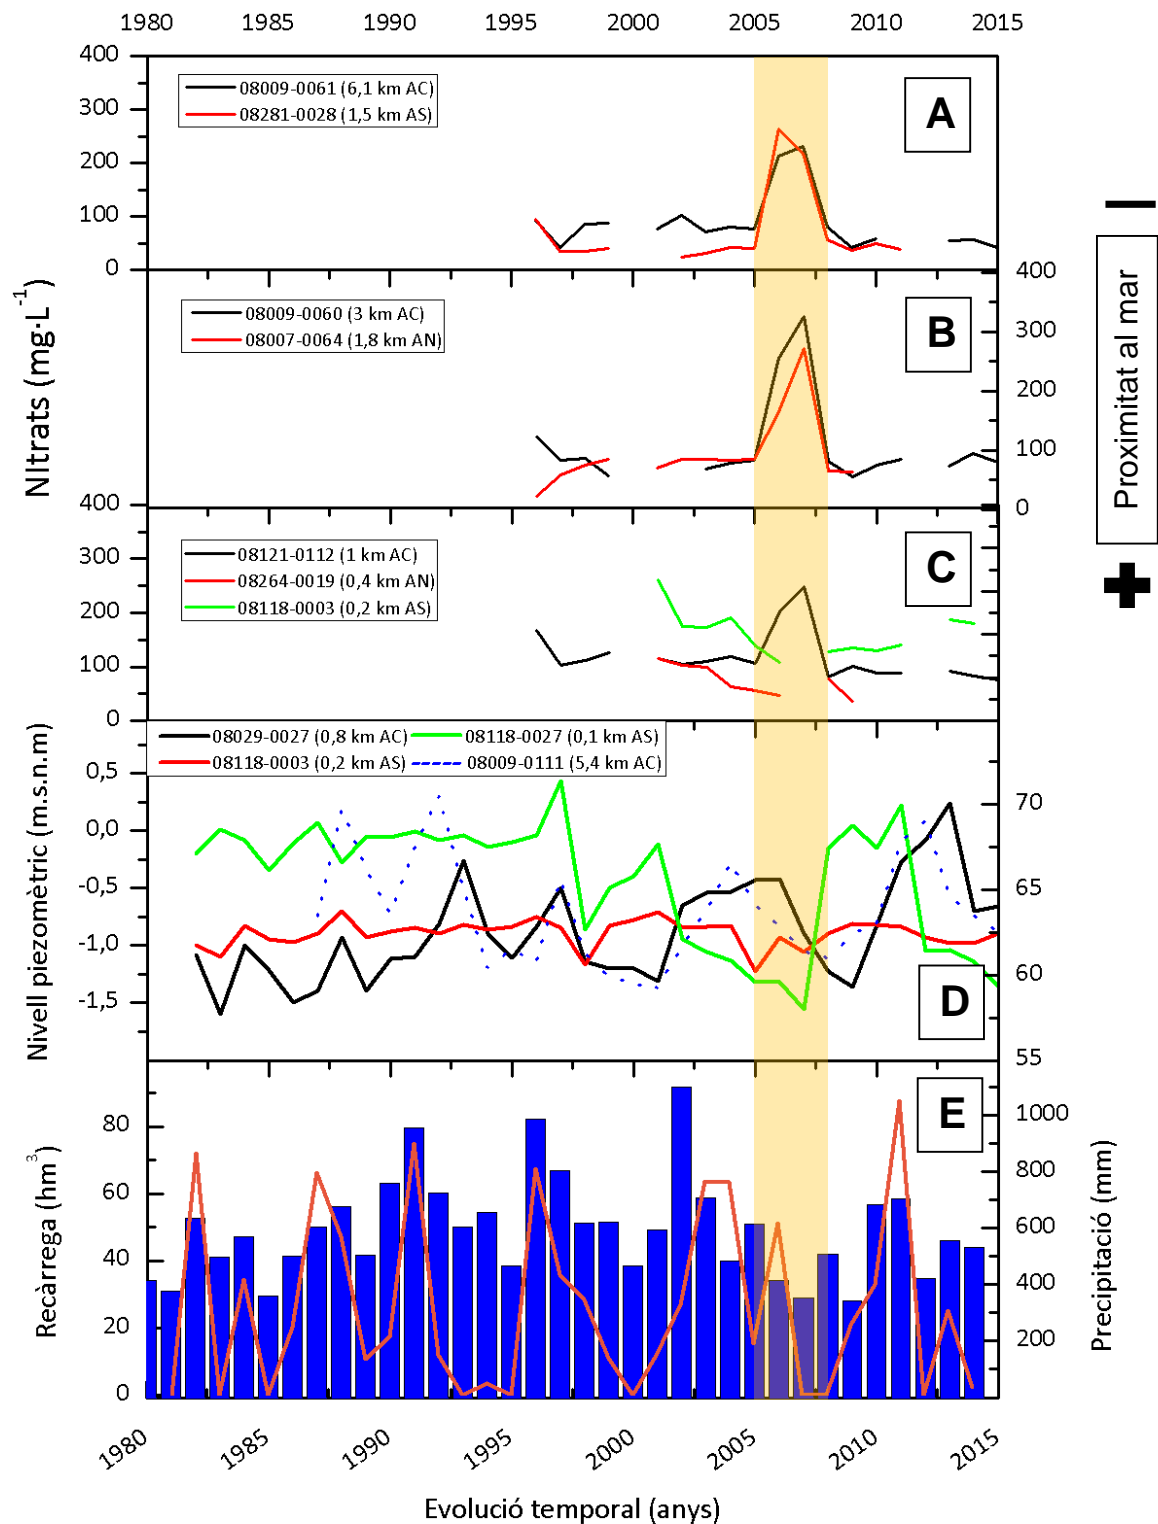 1980 1985 1990 1995 2000 2005 2010 2015
400
300
200
100
0
08009-0061 (6,1 km AC)
08281-0028 (1,5 km AS)
A
NItrats (mg·L⁻¹)
08009-0060 (3 km AC)
08007-0064 (1,8 km AN)
B
400
300
200
100
0
Proximitat al mar
400
300
200
100
0
08121-0112 (1 km AC)
08264-0019 (0,4 km AN)
08118-0003 (0,2 km AS)
C
08029-0027 (0,8 km AC) 08118-0027 (0,1 km AS)
08118-0003 (0,2 km AS) 08009-0111 (5,4 km AC)
Nivell piezomètric (m.s.n.m)
0,5
0,0
-0,5
-1,0
-1,5
D
70
65
60
55
Recàrrega (hm³)
80
60
40
20
0
E
1000
800
600
400
200
Precipitació (mm)
1980 1985 1990 1995 2000 2005 2010 2015
Evolució temporal (anys)